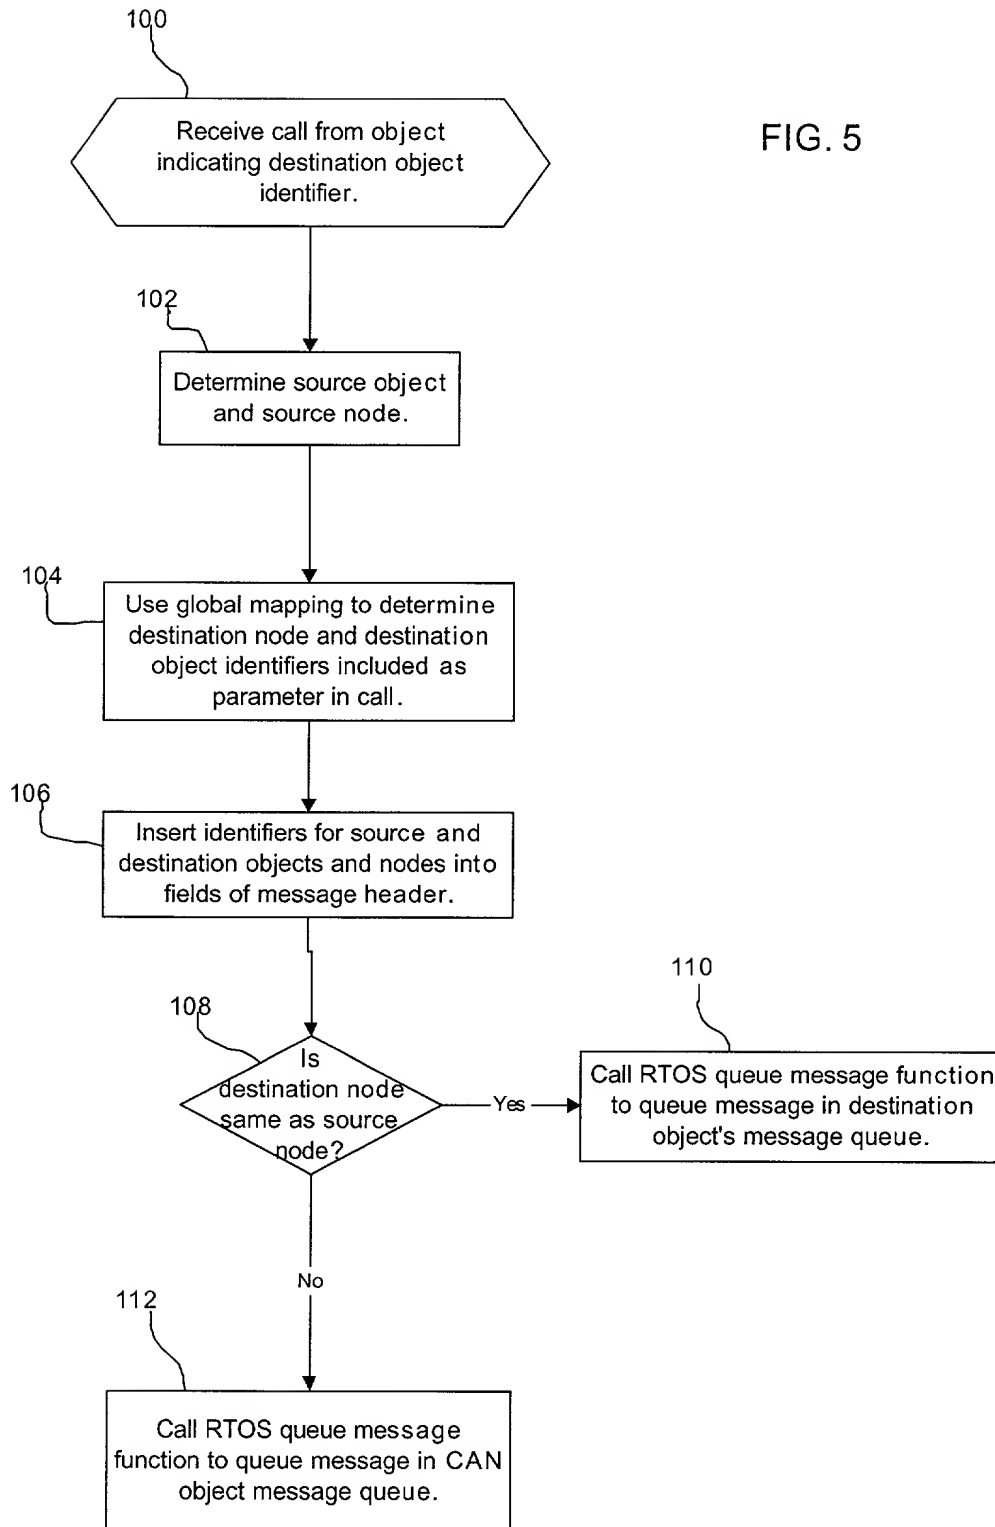 100
FIG. 5
Receive call from object
indicating destination object
identifier.
102
Determine source object
and source node.
104
Use global mapping to determine
destination node and destination
object identifiers included as
parameter in call.
106
Insert identifiers for source and
destination objects and nodes into
fields of message header.
108
Is
destination node
same as source
node?
Yes
110
Call RTOS queue message function
to queue message in destination
object's message queue.
No
112
Call RTOS queue message
function to queue message in CAN
object message queue.